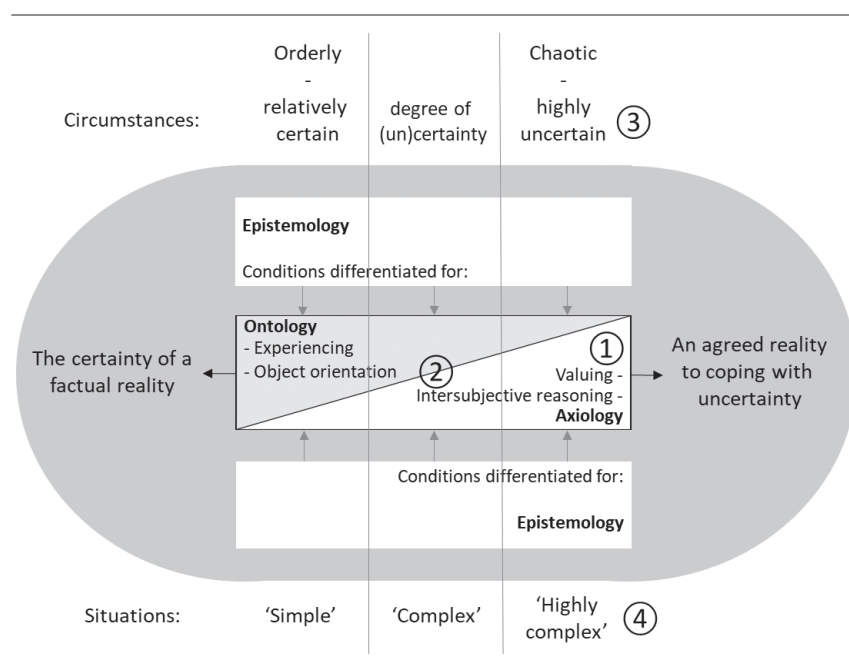 Orderly
-
relatively
certain
Circumstances:
degree of
(un)certainty
Chaotic
-
highly
uncertain
③
Epistemology
Conditions differentiated for:
Ontology
- Experiencing
- Object orientation
②
①
Valuing -
Intersubjective reasoning -
Axiology
The certainty of a
factual reality
An agreed reality
to coping with
uncertainty
Conditions differentiated for:
Epistemology
Situations:
‘Simple’
‘Complex’
‘Highly
complex’
④